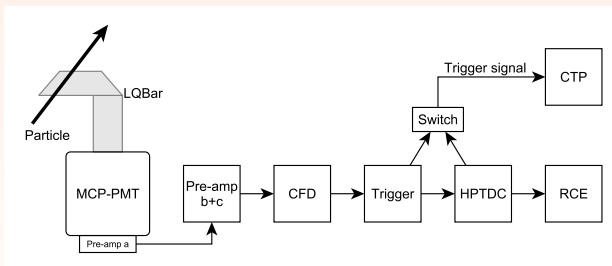 Trigger signal
CTP
LQBar
Switch
Particle
MCP-PMT
Pre-amp
b+c
CFD
Trigger
HPTDC
RCE
Pre-amp a